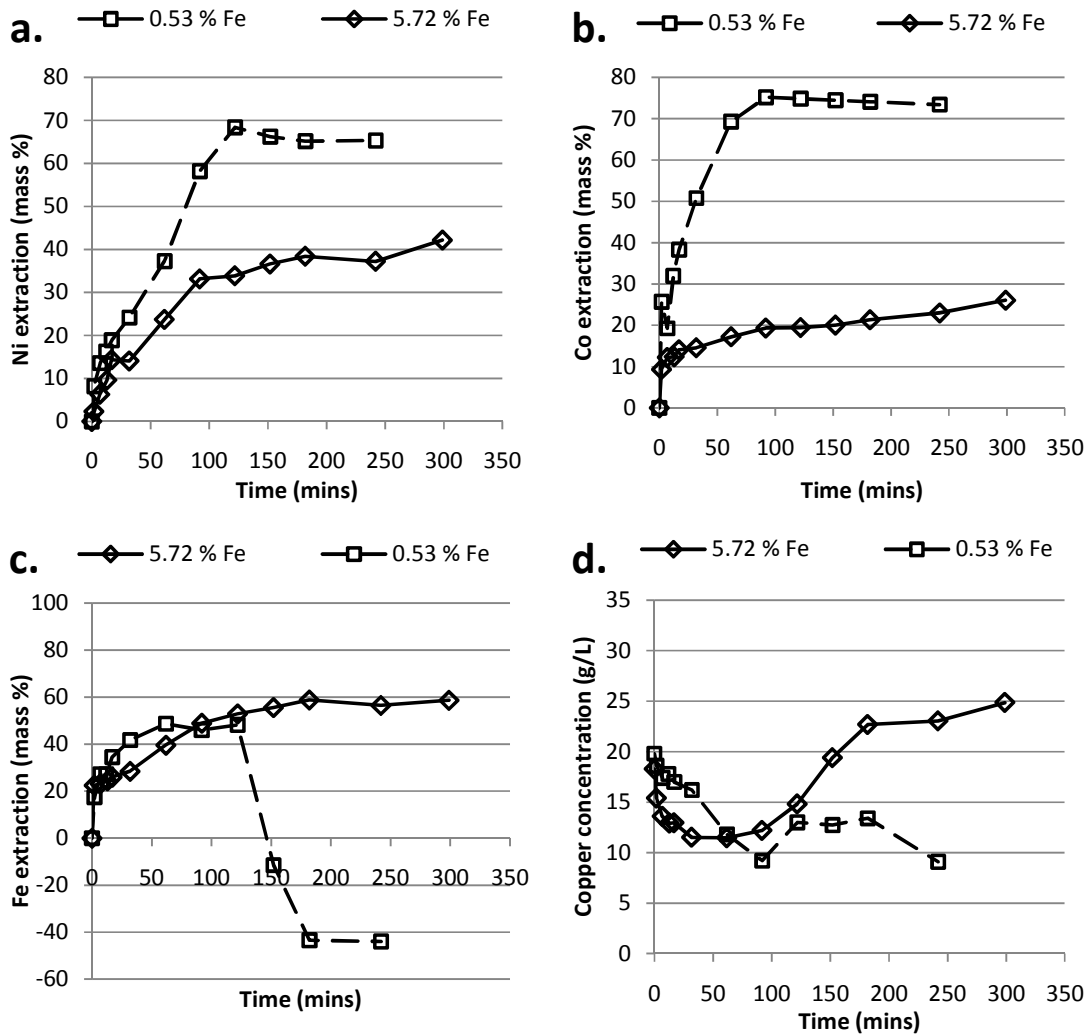 a.
0.53 % Fe 5.72 % Fe
Ni extraction (mass %)
80
70
60
50
40
30
20
10
0
0 50 100 150 200 250 300 350
Time (mins)
b.
0.53 % Fe 5.72 % Fe
Co extraction (mass %)
80
70
60
50
40
30
20
10
0
0 50 100 150 200 250 300 350
Time (mins)
c.
5.72 % Fe 0.53 % Fe
Fe extraction (mass %)
100
80
60
40
20
0
-20
-40
-60
0 50 100 150 200 250 300 350
Time (mins)
d.
5.72 % Fe 0.53 % Fe
Copper concentration (g/L)
35
30
25
20
15
10
5
0
0 50 100 150 200 250 300 350
Time (mins)